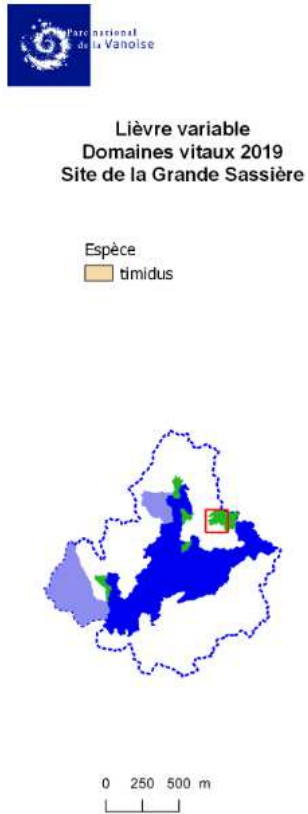 Parc national
de la Vanoise
Lièvre variable
Domaines vitaux 2019
Site de la Grande Sassière
Espèce
timidus
0 250 500 m